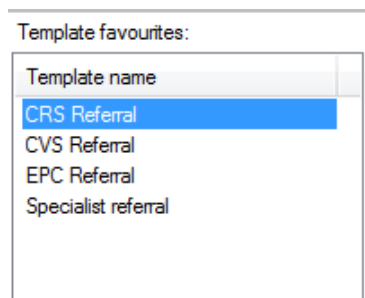 Template favourites:
Template name
CRS Referral
CVS Referral
EPC Referral
Specialist referral